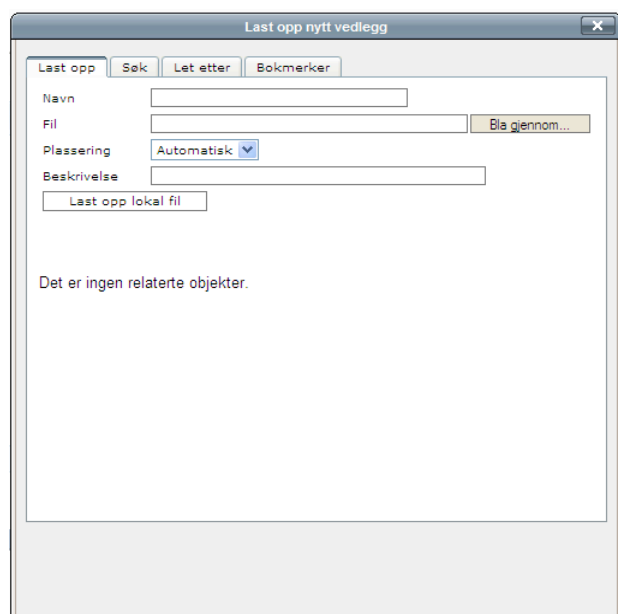 Last opp nytt vedlegg
Last opp Søk Let etter Bokmerker
Navn
Fil Bla gjennom...
Plassering Automatisk
Beskrivelse
Last opp lokal fil
Det er ingen relaterte objekter.